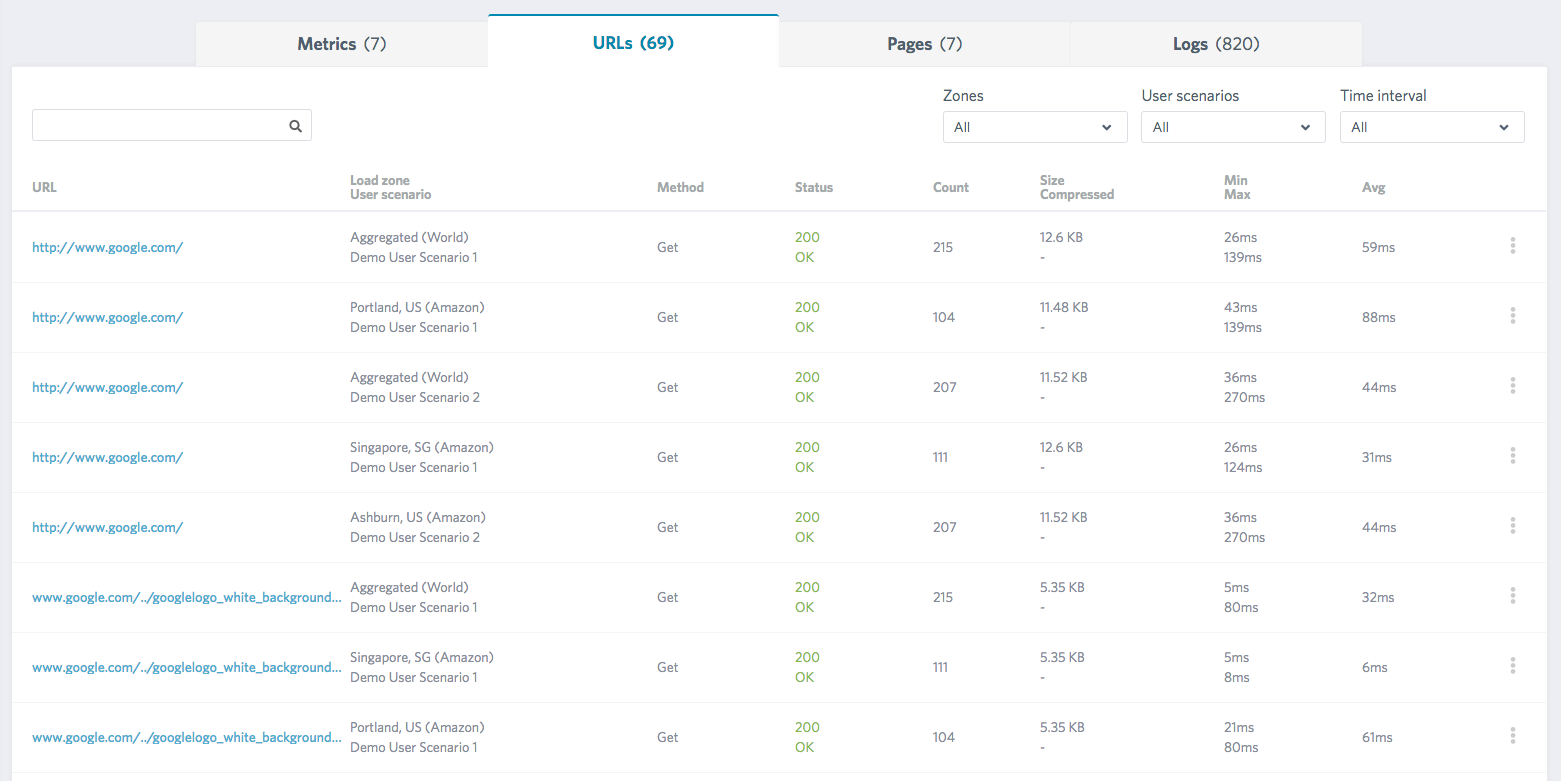 Metrics (7)
URLs (69)
Pages (7)
Logs (820)
Zones
User scenarios
Time interval
All
All
All
URL
Load zone
User scenario
Method
Status
Count
Size
Compressed
Min
Max
Avg
http://www.google.com/
Aggregated (World)
Demo User Scenario 1
Get
200
OK
215
12.6 KB
-
26ms
139ms
59ms
http://www.google.com/
Portland, US (Amazon)
Demo User Scenario 1
Get
200
OK
104
11.48 KB
-
43ms
139ms
88ms
http://www.google.com/
Aggregated (World)
Demo User Scenario 2
Get
200
OK
207
11.52 KB
-
36ms
270ms
44ms
http://www.google.com/
Singapore, SG (Amazon)
Demo User Scenario 1
Get
200
OK
111
12.6 KB
-
26ms
124ms
31ms
http://www.google.com/
Ashburn, US (Amazon)
Demo User Scenario 2
Get
200
OK
207
11.52 KB
-
36ms
270ms
44ms
www.google.com/../googlelogo_white_background...
Aggregated (World)
Demo User Scenario 1
Get
200
OK
215
5.35 KB
-
5ms
80ms
32ms
www.google.com/../googlelogo_white_background...
Singapore, SG (Amazon)
Demo User Scenario 1
Get
200
OK
111
5.35 KB
-
5ms
8ms
6ms
www.google.com/../googlelogo_white_background...
Portland, US (Amazon)
Demo User Scenario 1
Get
200
OK
104
5.35 KB
-
21ms
80ms
61ms